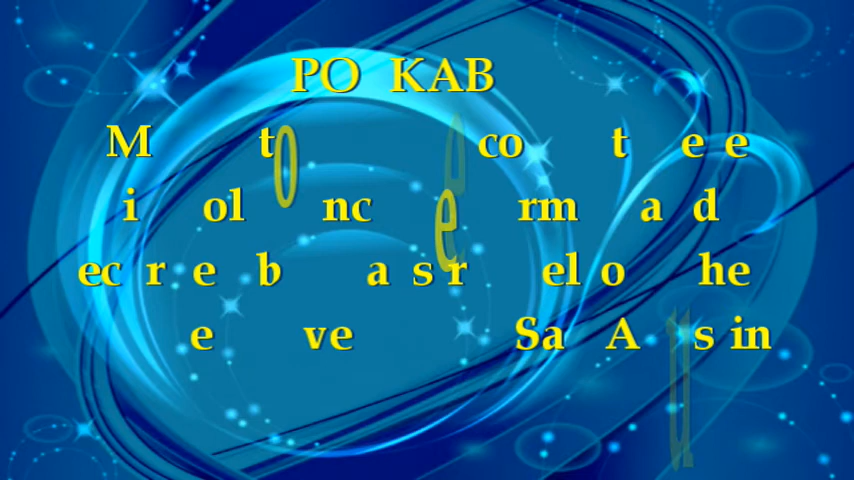 PO KAB
M t o e co t e e
i ol nc e rm a d
ec r e b a s r el o he
e ve Sa A u s in